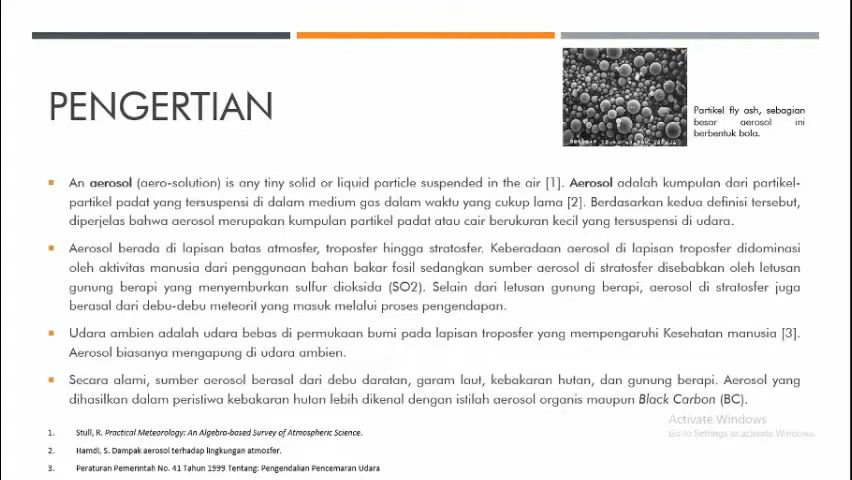 PENGERTIAN
Partikel fly ash, sebagian
besar aerosol ini
berbentuk bola.
An aerosol (aero-solution) is any tiny solid or liquid particle suspended in the air [1]. Aerosol adalah kumpulan dari partikel-
partikel padat yang tersuspensi di dalam medium gas dalam waktu yang cukup lama [2]. Berdasarkan kedua definisi tersebut,
diperjelas bahwa aerosol merupakan kumpulan partikel padat atau cair berukuran kecil yang tersuspensi di udara.
Aerosol berada di lapisan batas atmosfer, troposfer hingga stratosfer. Keberadaan aerosol di lapisan troposfer didominasi
oleh aktivitas manusia dari penggunaan bahan bakar fosil sedangkan sumber aerosol di stratosfer disebabkan oleh letusan
gunung berapi yang menyemburkan sulfur dioksida (SO2). Selain dari letusan gunung berapi, aerosol di stratosfer juga
berasal dari debu-debu meteorit yang masuk melalui proses pengendapan.
Udara ambien adalah udara bebas di permukaan bumi pada lapisan troposfer yang mempengaruhi Kesehatan manusia [3].
Aerosol biasanya mengapung di udara ambien.
Secara alami, sumber aerosol berasal dari debu daratan, garam laut, kebakaran hutan, dan gunung berapi. Aerosol yang
dihasilkan dalam peristiwa kebakaran hutan lebih dikenal dengan istilah aerosol organis maupun Black Carbon (BC).
Activate Windows
Go to Settings to activate Windows.
1. Stull, R. Practical Meteorology: An Algebra-based Survey of Atmospheric Science.
2. Hamdi, S. Dampak aerosol terhadap lingkungan atmosfer.
3. Peraturan Pemerintah No. 41 Tahun 1999 Tentang: Pengendalian Pencemaran Udara